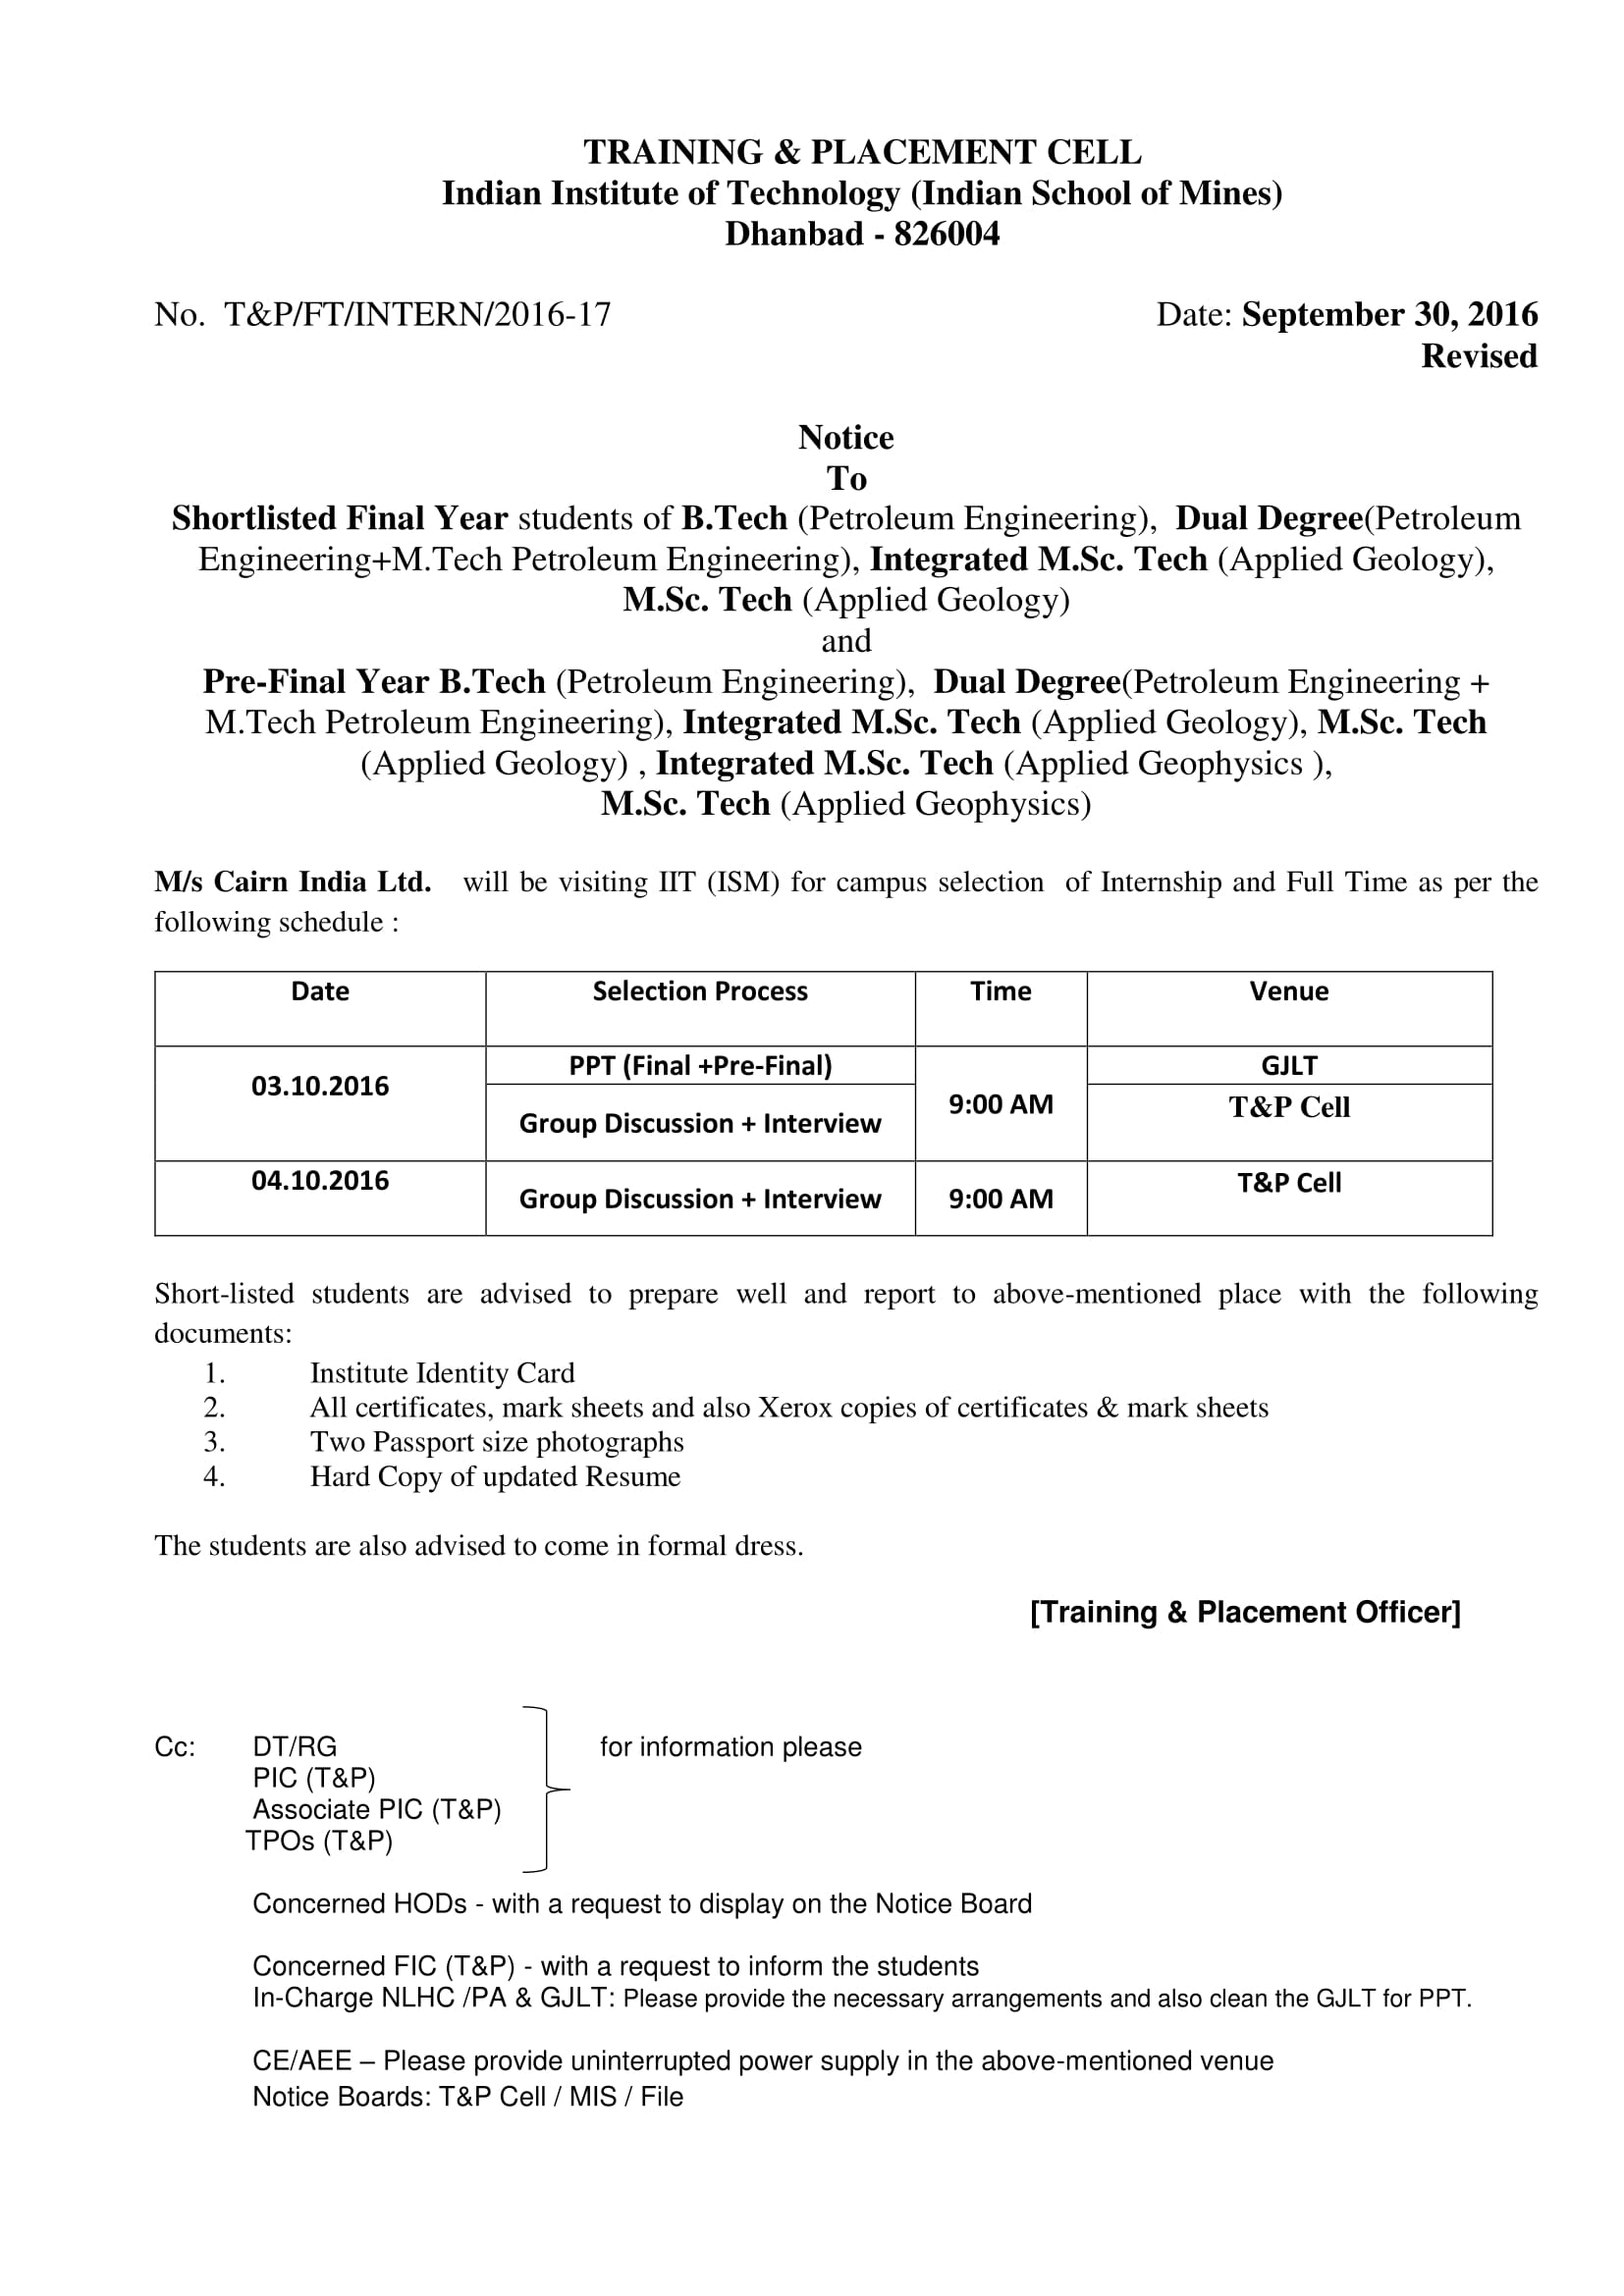 TRAINING & PLACEMENT CELL
Indian Institute of Technology (Indian School of Mines)
Dhanbad - 826004
No. T&P/FT/INTERN/2016-17 Date: September 30, 2016
Revised
Notice
To
Shortlisted Final Year students of B.Tech (Petroleum Engineering), Dual Degree(Petroleum
Engineering+M.Tech Petroleum Engineering), Integrated M.Sc. Tech (Applied Geology),
M.Sc. Tech (Applied Geology)
and
Pre-Final Year B.Tech (Petroleum Engineering), Dual Degree(Petroleum Engineering +
M.Tech Petroleum Engineering), Integrated M.Sc. Tech (Applied Geology), M.Sc. Tech
(Applied Geology) , Integrated M.Sc. Tech (Applied Geophysics ),
M.Sc. Tech (Applied Geophysics)
M/s Cairn India Ltd. will be visiting IIT (ISM) for campus selection of Internship and Full Time as per the
following schedule :
Date Selection Process Time Venue
03.10.2016 PPT (Final +Pre-Final) 9:00 AM GJLT
Group Discussion + Interview T&P Cell
04.10.2016 Group Discussion + Interview 9:00 AM T&P Cell
Short-listed students are advised to prepare well and report to above-mentioned place with the following
documents:
1. Institute Identity Card
2. All certificates, mark sheets and also Xerox copies of certificates & mark sheets
3. Two Passport size photographs
4. Hard Copy of updated Resume
The students are also advised to come in formal dress.
[Training & Placement Officer]
Cc: DT/RG for information please
PIC (T&P)
Associate PIC (T&P)
TPOs (T&P)
Concerned HODs - with a request to display on the Notice Board
Concerned FIC (T&P) - with a request to inform the students
In-Charge NLHC /PA & GJLT: Please provide the necessary arrangements and also clean the GJLT for PPT.
CE/AEE – Please provide uninterrupted power supply in the above-mentioned venue
Notice Boards: T&P Cell / MIS / File